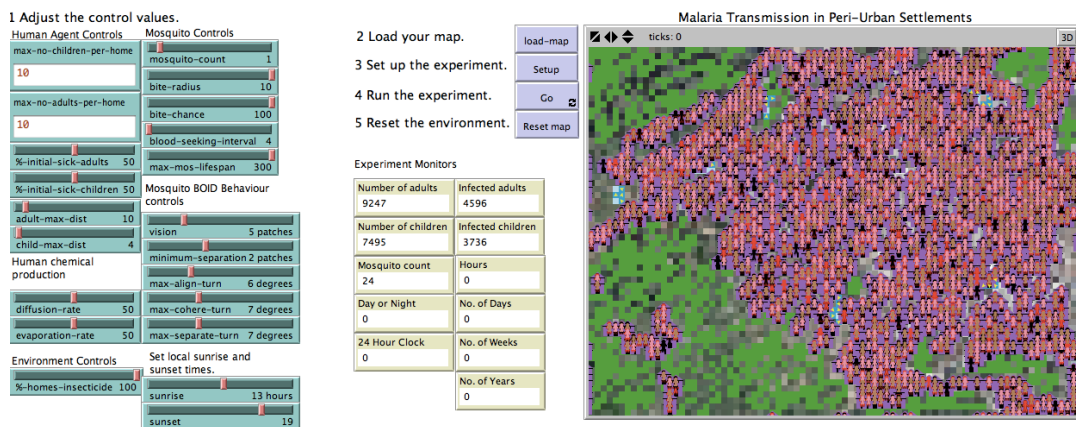 1 Adjust the control values.
Human Agent Controls
max-no-children-per-home
10
max-no-adults-per-home
10
%-initial-sick-adults 50
%-initial-sick-children 50
adult-max-dist 10
child-max-dist 4
Human chemical
production
diffusion-rate 50
evaporation-rate 50
Environment Controls
%-homes-insecticide 100
Mosquito Controls
mosquito-count 1
bite-radius 10
bite-chance 100
blood-seeking-interval 4
max-mos-lifespan 300
Mosquito BOID Behaviour
controls
vision 5 patches
minimum-separation 2 patches
max-align-turn 6 degrees
max-cohere-turn 7 degrees
max-separate-turn 7 degrees
Set local sunrise and
sunset times.
sunrise 13 hours
sunset 19
2 Load your map.
load-map
3 Set up the experiment.
Setup
4 Run the experiment.
Go
5 Reset the environment.
Reset map
Experiment Monitors
Number of adults
9247
Infected adults
4596
Number of children
7495
Infected children
3736
Mosquito count
24
Hours
0
Day or Night
0
No. of Days
0
24 Hour Clock
0
No. of Weeks
0
No. of Years
0
Malaria Transmission in Peri-Urban Settlements
ticks: 0
3D